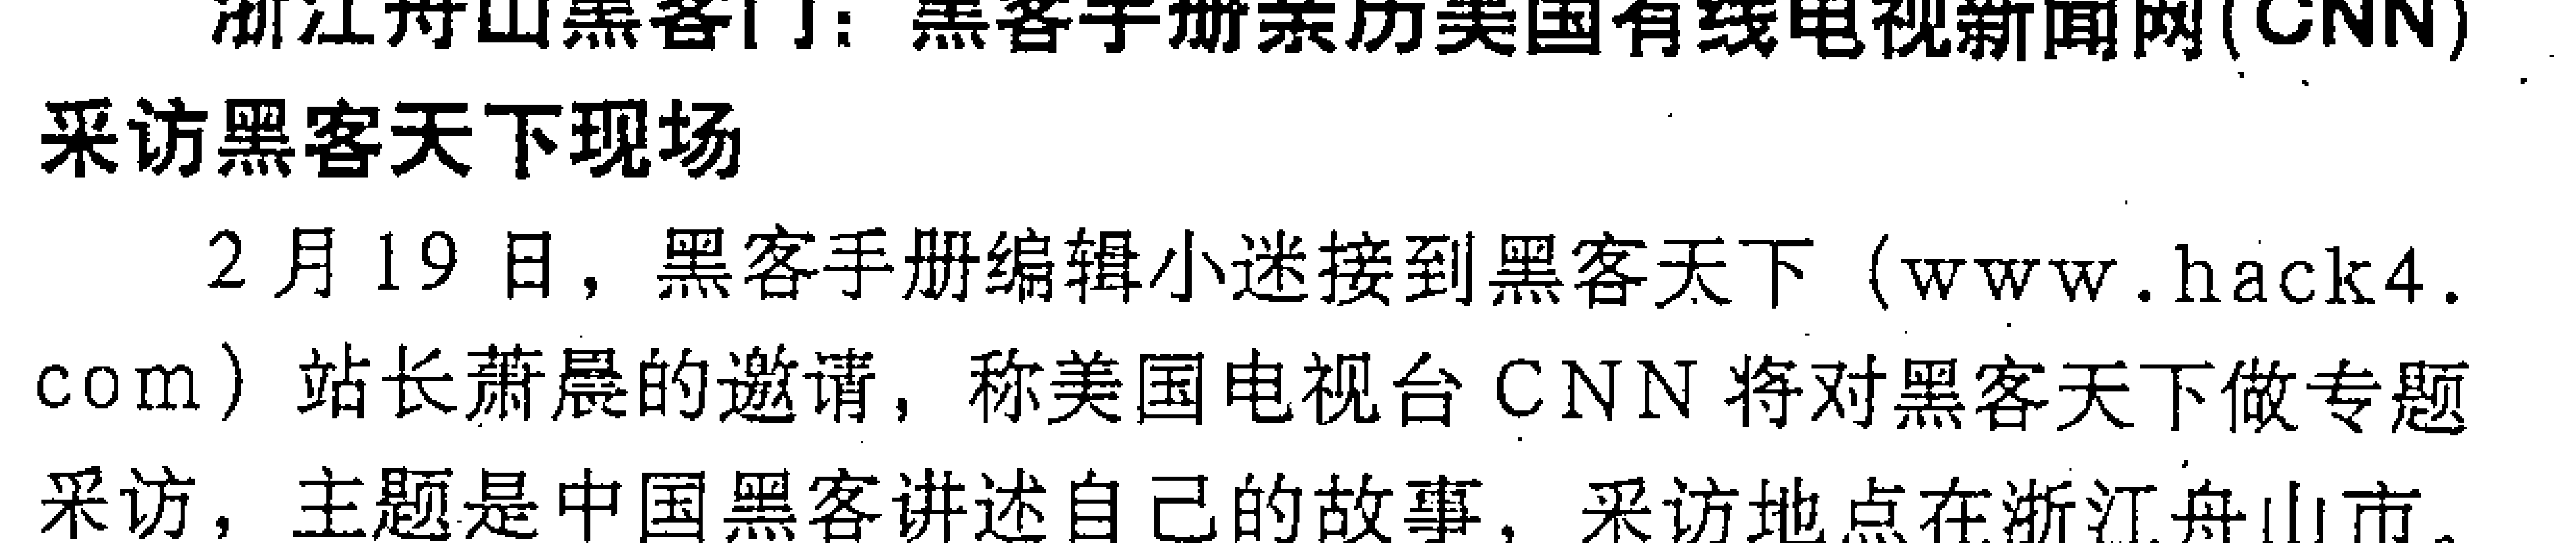 浙江舟山黑客门：黑客手册亲历美国有线电视新闻网(CNN)
采访黑客天下现场
2月19日，黑客手册编辑小迷接到黑客天下（www.hack4.
com）站长萧晨的邀请，称美国电视台CNN将对黑客天下做专题
采访，主题是中国黑客讲述自己的故事，采访地点在浙江舟山市。